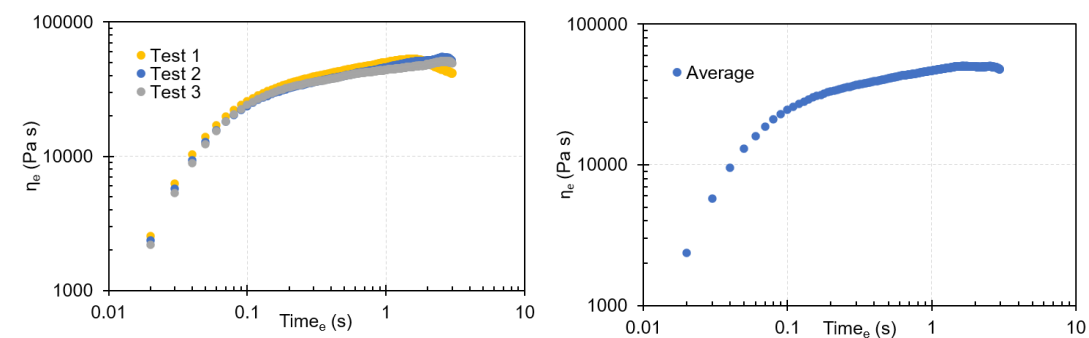 100000
Test 1
Test 2
Test 3
10000
ηe (Pa s)
1000
0.01
0.1
1
10
Timee (s)
100000
Average
10000
ηe (Pa s)
1000
0.01
0.1
1
10
Timee (s)